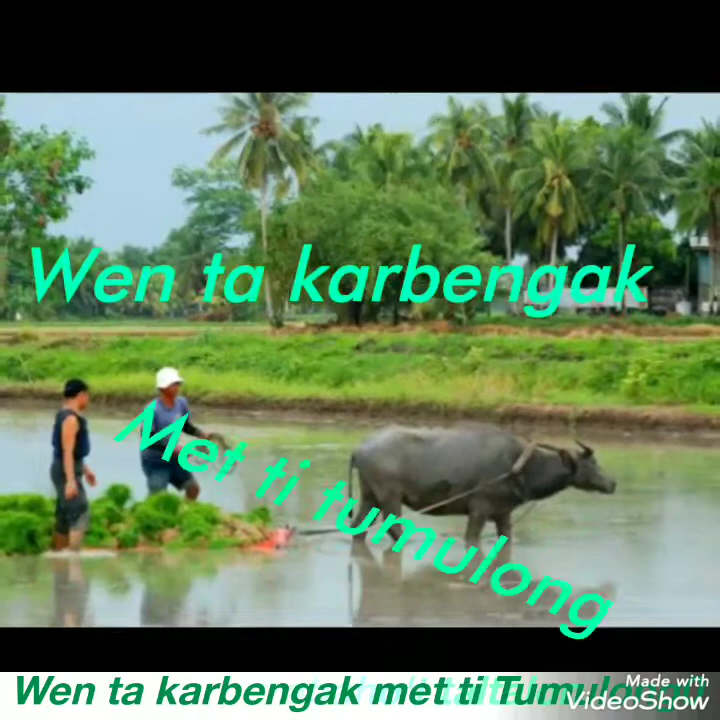 Wen ta karbengak
Met ti tumulong
Wen ta karbengak met ti Tumulong
Made with
VideoShow